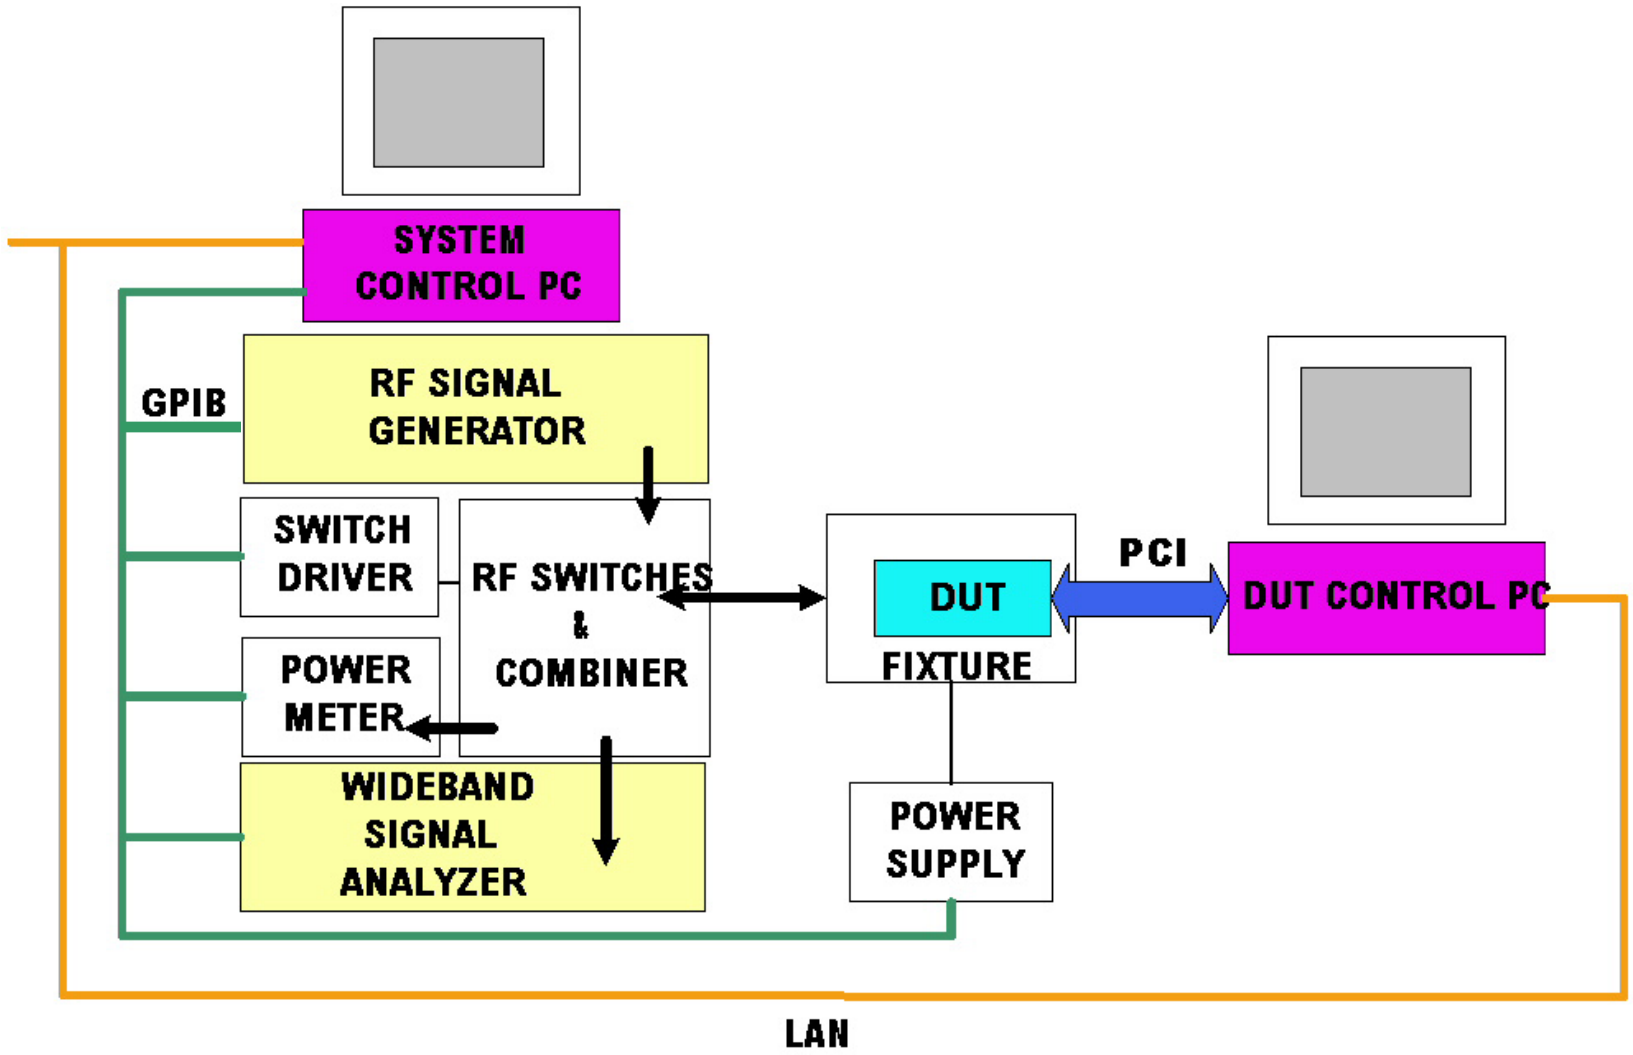 SYSTEM
CONTROL PC
RF SIGNAL
GENERATOR
GPIB
SWITCH
DRIVER
RF SWITCHES
&
COMBINER
POWER
METER
WIDEBAND
SIGNAL
ANALYZER
DUT
FIXTURE
PCI
DUT CONTROL PC
POWER
SUPPLY
LAN